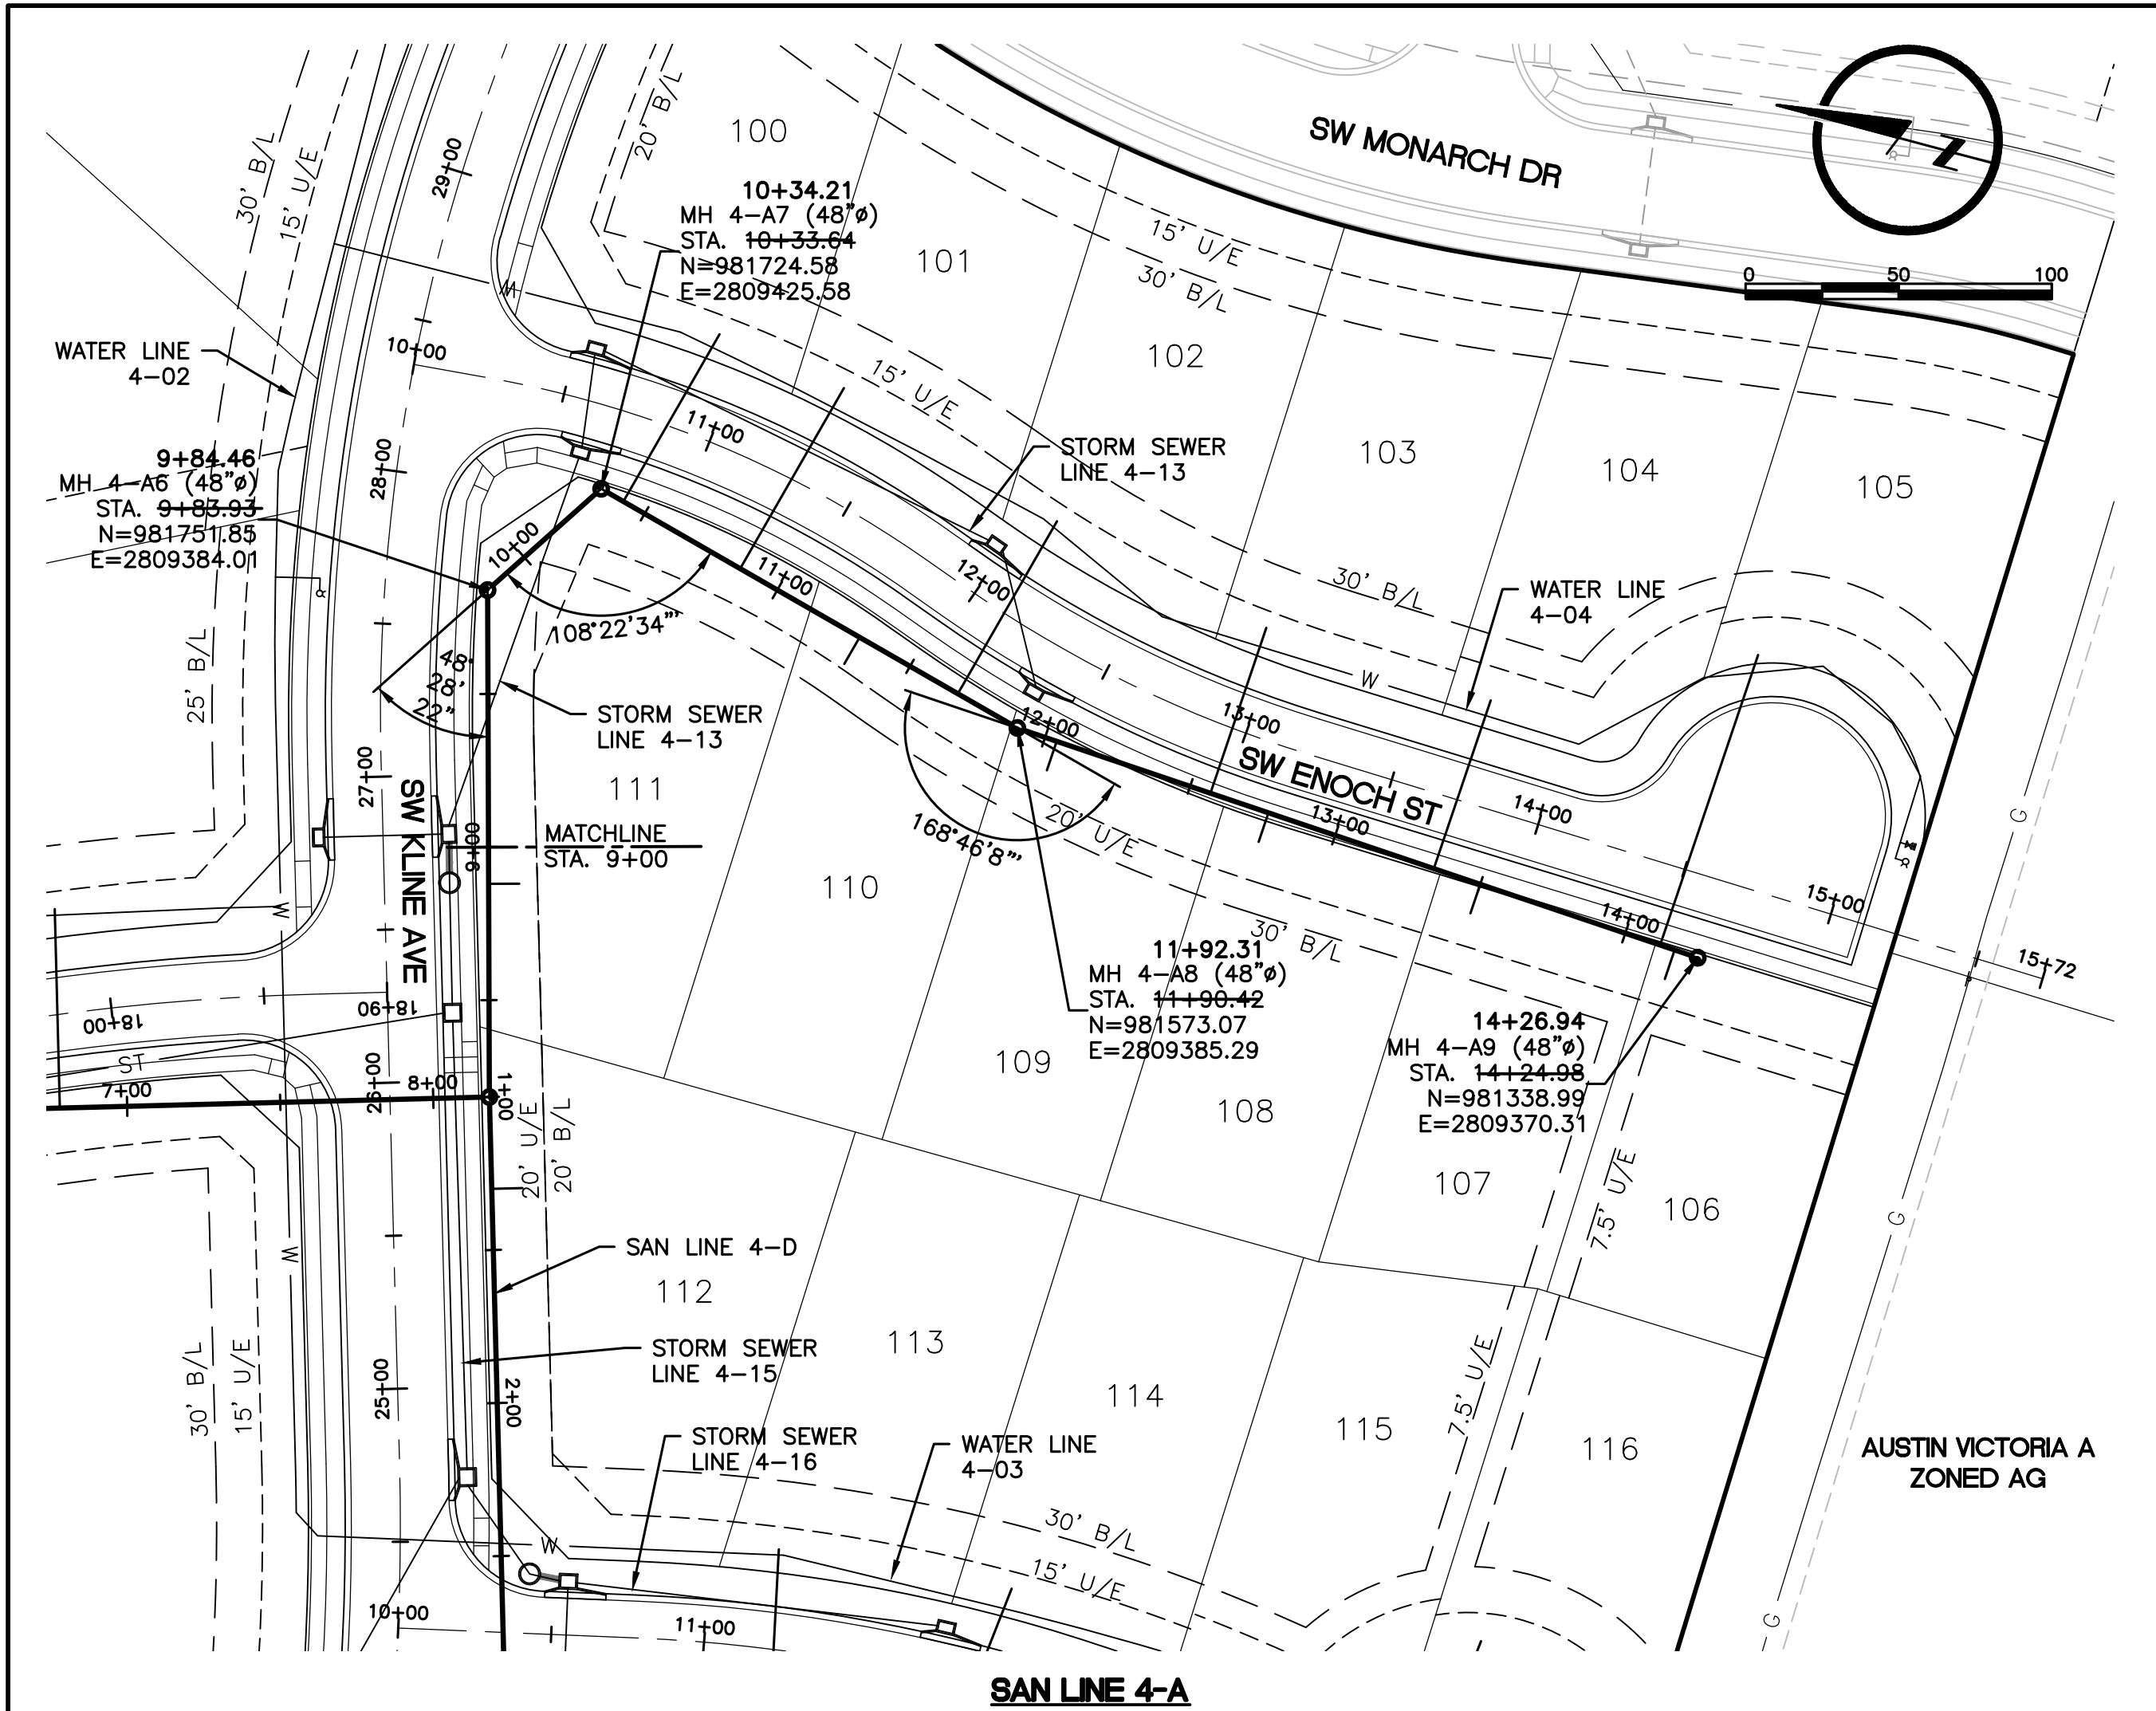 30' B/L
15' U/E
29+00
20' B/L
100
SW MONARCH DR
N
0 50 100
10+34.21
MH 4-A7 (48"ø)
STA. 10+33.64
N=981724.58
E=2809425.58
101
15' U/E
30' B/L
W
WATER LINE
4-02
10+00
102
15' U/E
11+00
STORM SEWER
LINE 4-13
103
104
105
28+00
9+84.46
MH 4-A6 (48"ø)
STA. 9+83.93
N=981751.85
E=2809384.01
10+00
11+00
12+00
30' B/L
WATER LINE
4-04
108°22'34"'
25' B/L
48°
28'
22"
STORM SEWER
LINE 4-13
W
12+00
13+00
27+00
SW KLINE AVE
111
SW ENOCH ST
14+00
13+00
20' U/E
168°46'8"'
9+00
MATCHLINE
STA. 9+00
G
110
15+00
14+00
15+72
W
30' B/L
11+92.31
MH 4-A8 (48"ø)
STA. 11+90.42
N=981573.07
E=2809385.29
18+00
18+90
14+26.94
MH 4-A9 (48"ø)
STA. 14+24.98
N=981338.99
E=2809370.31
ST
7+00
26+00
8+00
1+00
109
108
107
106
20' U/E
20' B/L
7.5' U/E
G
W
SAN LINE 4-D
112
113
STORM SEWER
LINE 4-15
30' B/L
15' U/E
25+00
2+00
114
7.5' U/E
115
116
STORM SEWER
LINE 4-16
WATER LINE
4-03
AUSTIN VICTORIA A
ZONED AG
W
30' B/L
15' U/E
10+00
11+00
G
SAN LINE 4-A